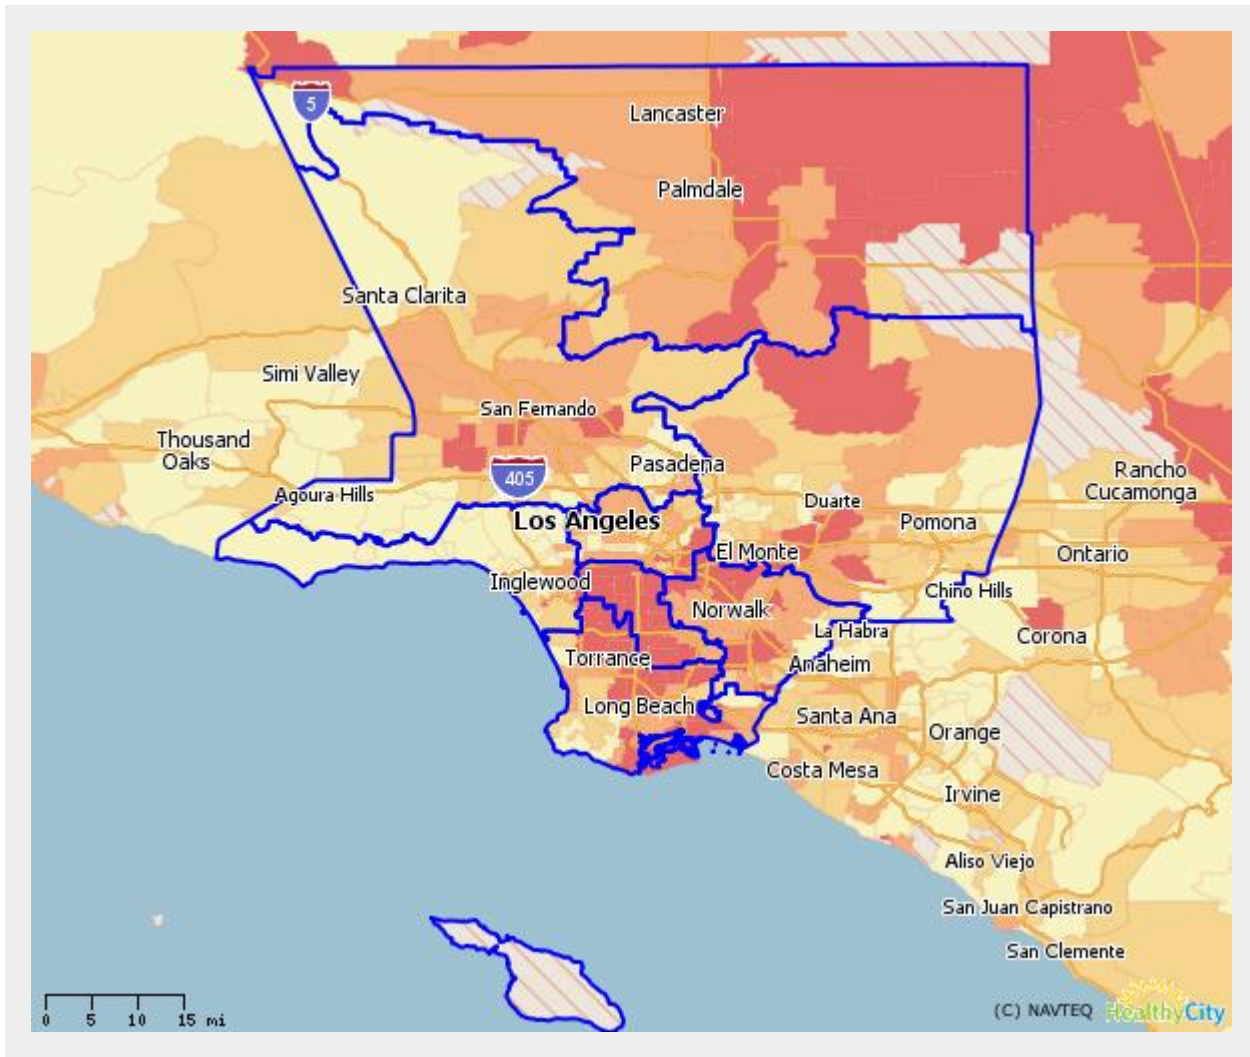 5
Lancaster
Palmdale
Santa Clarita
Simi Valley
San Fernando
Thousand
Oaks
Pasadena
405
Rancho
Cucamonga
Agoura Hills
Duarte
Los Angeles
Pomona
El Monte
Ontario
Inglewood
Chino Hills
Norwalk
La Habra
Corona
Torrance
Anaheim
Long Beach
Santa Ana
Orange
Costa Mesa
Irvine
Aliso Viejo
San Juan Capistrano
San Clemente
0 5 10 15 mi
(C) NAVTEQ HealthyCity